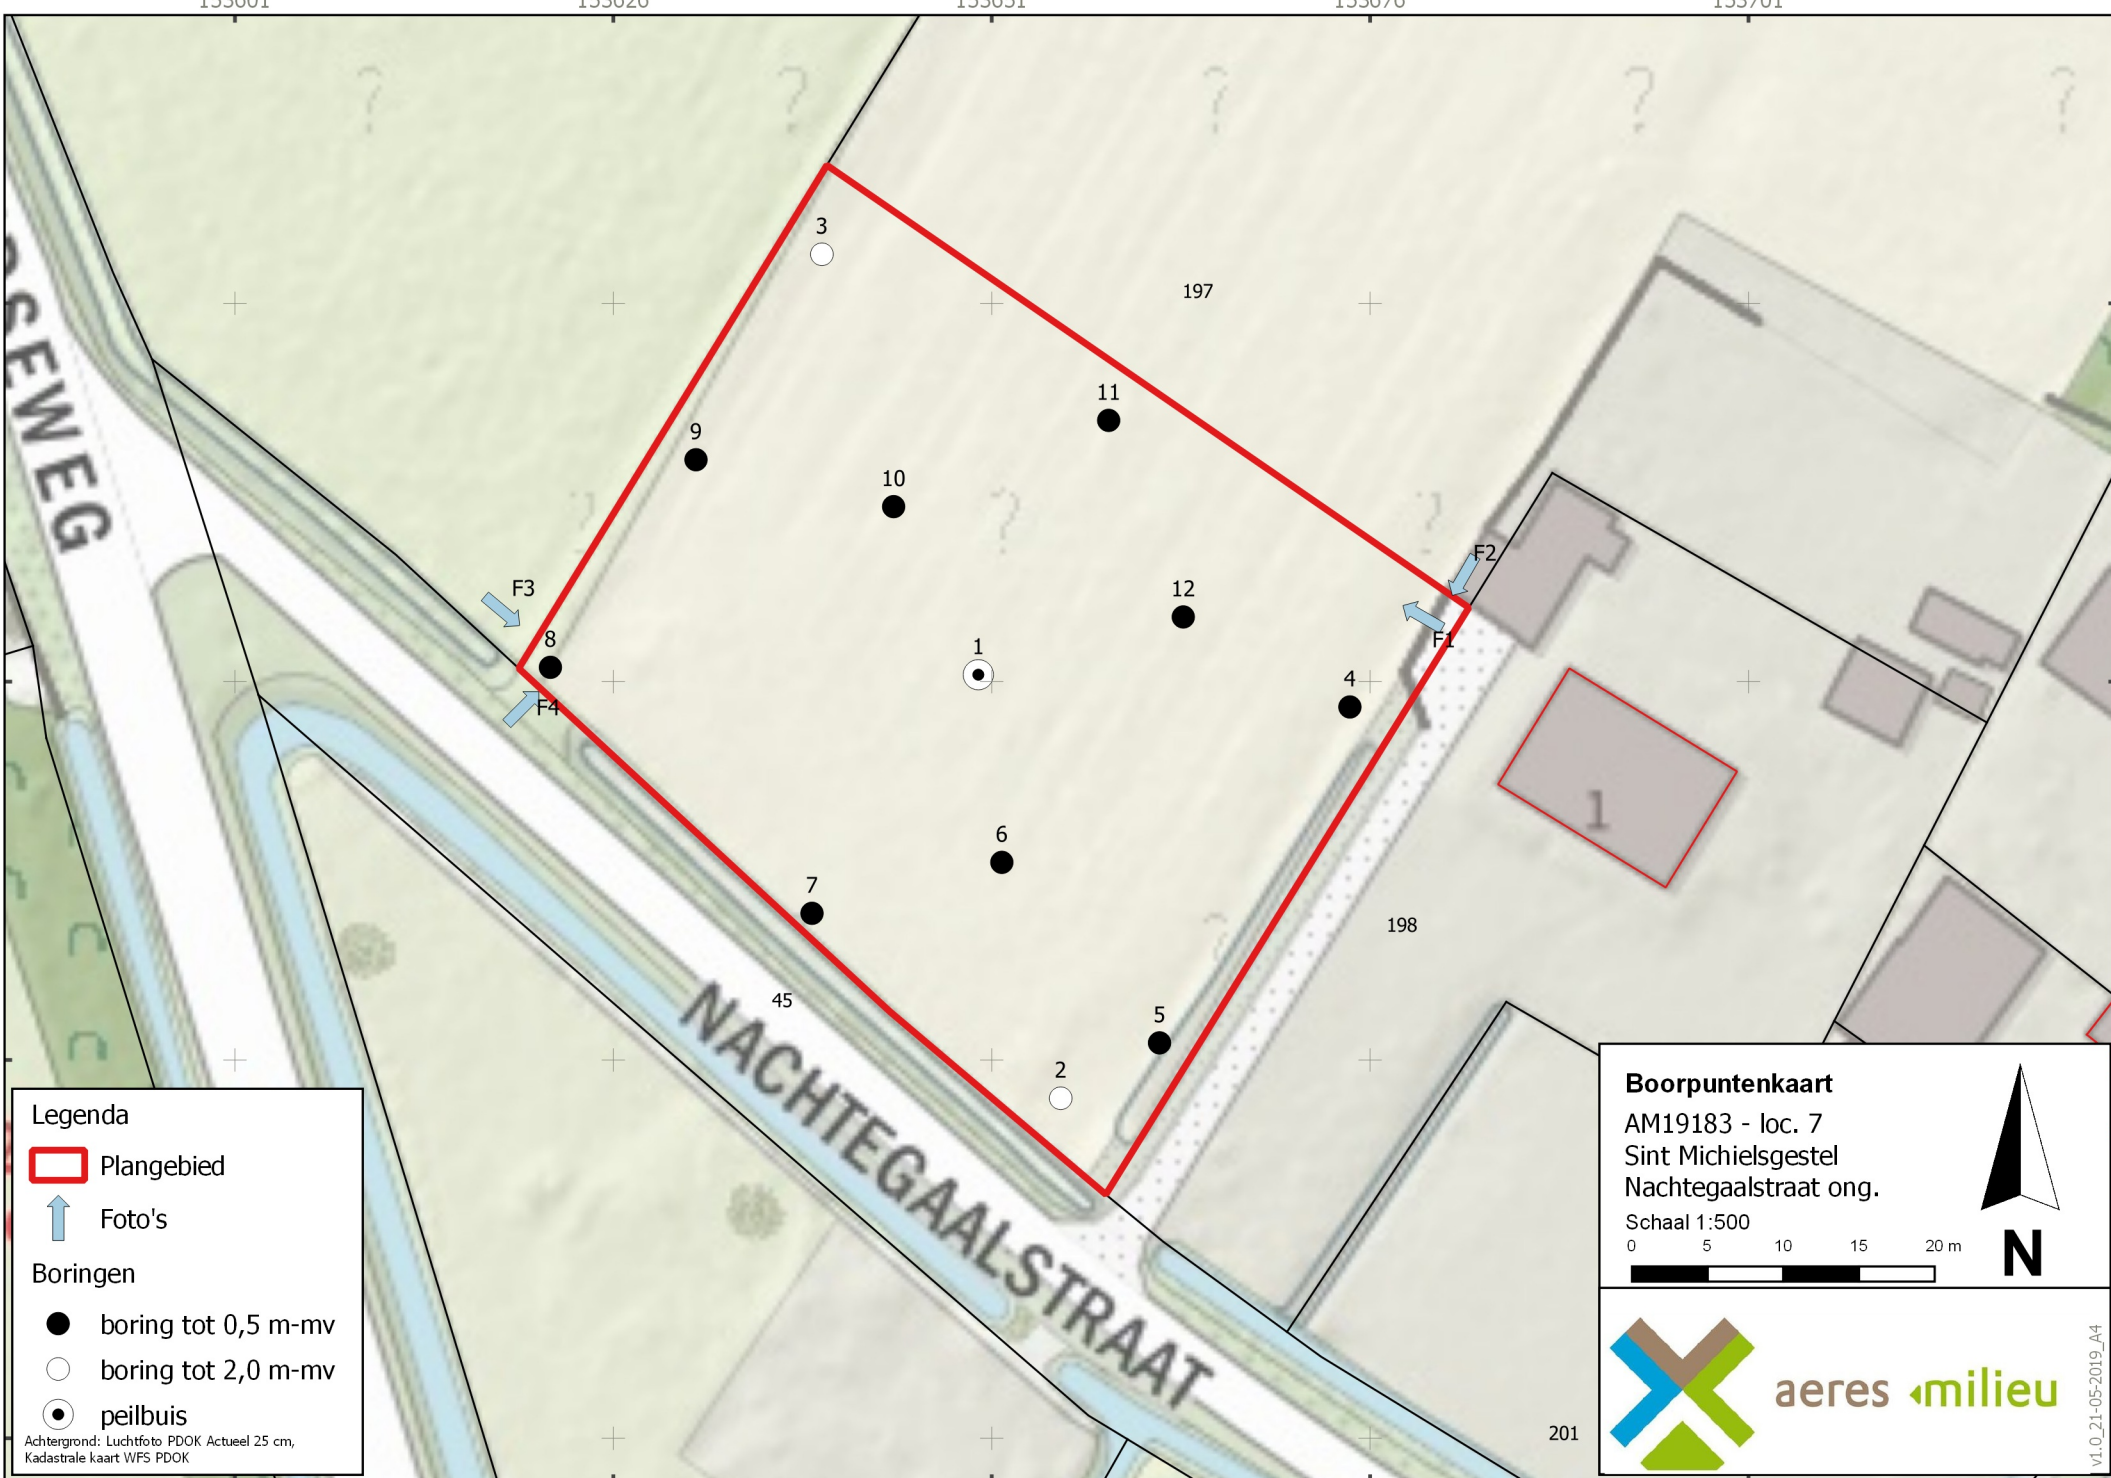 3
197
11
9
10
F2
F3
12
8
F1
1
4
F4
1
6
7
198
45
5
2
NACHTEGAALSTRAAT
201
Legenda
Plangebied
Foto's
Boringen
boring tot 0,5 m-mv
boring tot 2,0 m-mv
peilbuis
Achtergrond: Luchtfoto PDOK Actueel 25 cm,
Kadastrale kaart WFS PDOK
Boorpuntenkaart
AM19183 - loc. 7
Sint Michielsgestel
Nachtegaalstraat ong.
Schaal 1:500
0 5 10 15 20 m
N
aeres milieu
v1.0_21-05-2019_A4